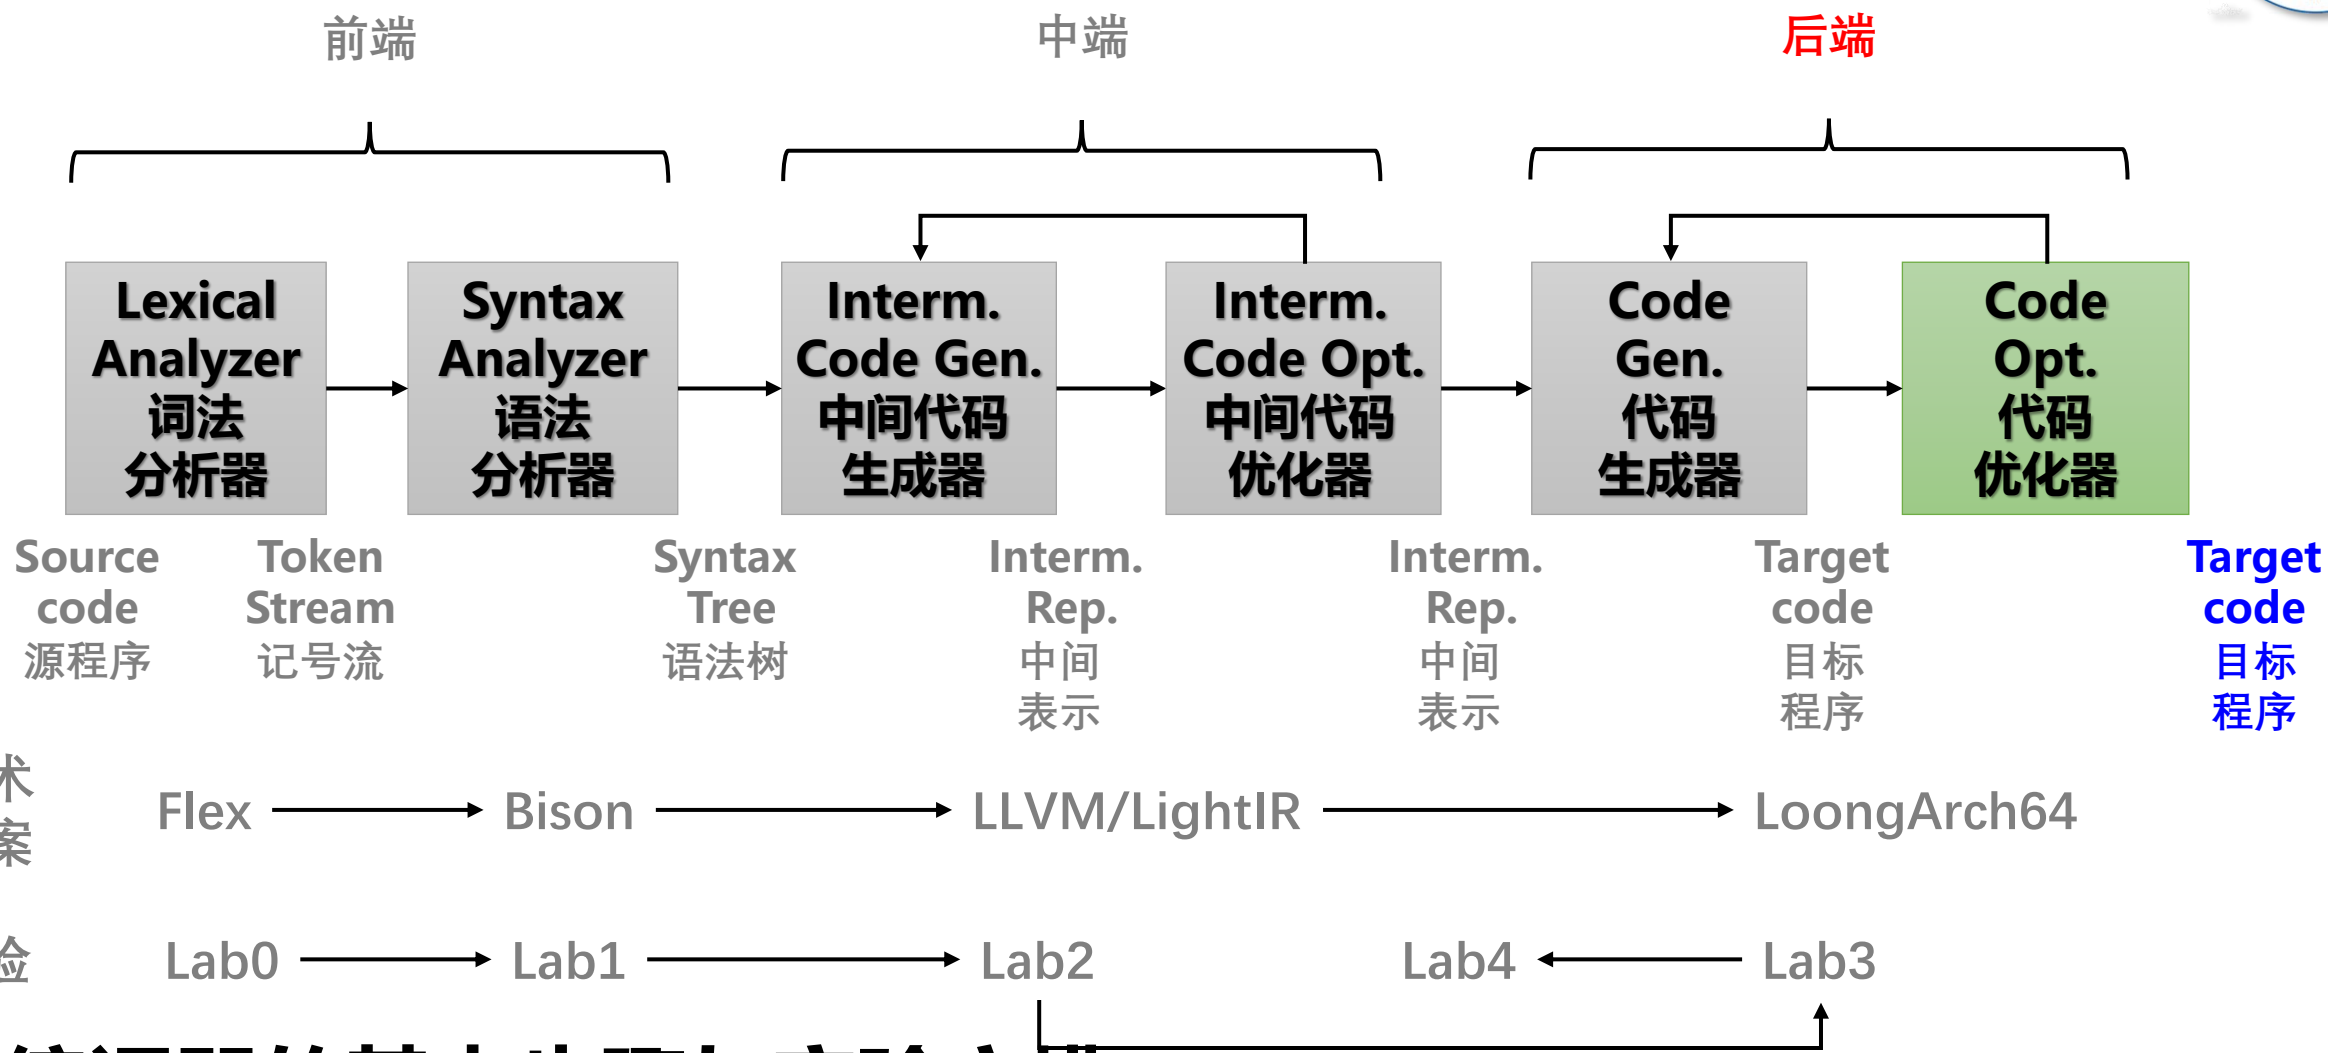 前端
中端
后端
Lexical
Analyzer
词法
分析器
Syntax
Analyzer
语法
分析器
Interm.
Code Gen.
中间代码
生成器
Interm.
Code Opt.
中间代码
优化器
Code
Gen.
代码
生成器
Code
Opt.
代码
优化器
Source
code
源程序
Token
Stream
记号流
Syntax
Tree
语法树
Interm.
Rep.
中间
表示
Interm.
Rep.
中间
表示
Target
code
目标
程序
Target
code
目标
程序
术
案
Flex
Bison
LLVM/LightIR
LoongArch64
验
Lab0
Lab1
Lab2
Lab4
Lab3